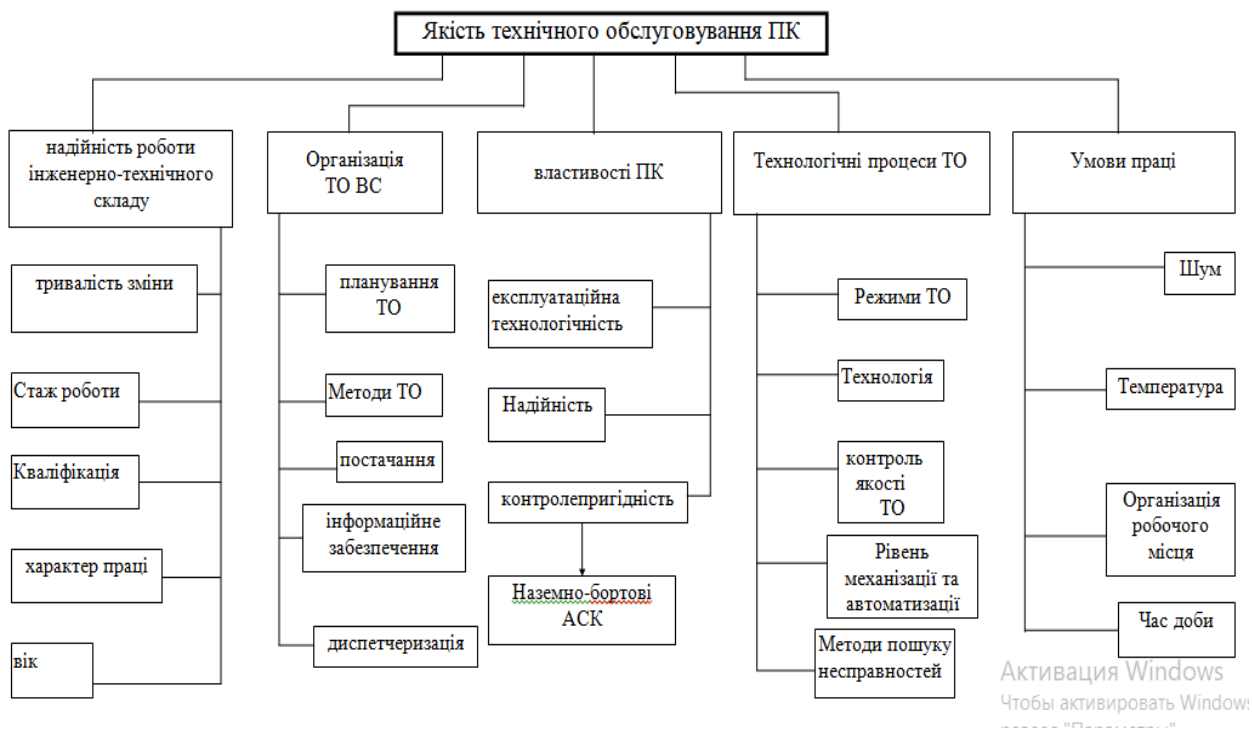 Якість технічного обслуговування ПК
надійність роботи
інженерно-технічного
складу
Організація
ТО ВС
властивості ПК
Технологічні процеси ТО
Умови праці
тривалість зміни
Стаж роботи
Кваліфікація
характер праці
вік
планування
ТО
Методи ТО
постачання
інформаційне
забезпечення
диспетчеризація
експлуатаційна
технологічність
Надійність
контролепригідність
Наземно-бортові
АСК
Режими ТО
Технологія
контроль
якості
ТО
Рівень
механізації та
автоматизації
Методи пошуку
несправностей
Шум
Температура
Організація
робочого
місця
Час доби
Активация Windows
Чтобы активировать Windows